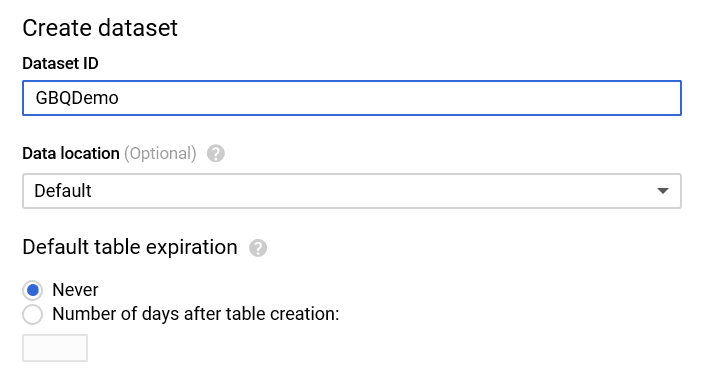 Create dataset
Dataset ID
GBQDemo
Data location (Optional) ?
Default
Default table expiration ?
Never
Number of days after table creation: